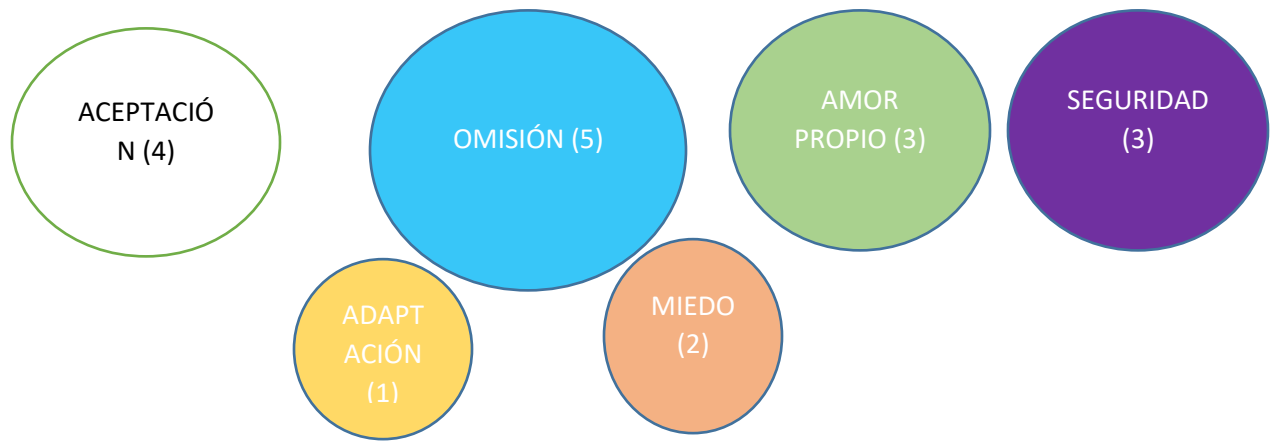 ACEPTACIÓ
N (4)
OMISIÓN (5)
AMOR
PROPIO (3)
SEGURIDAD
(3)
ADAPT
ACIÓN
(1)
MIEDO
(2)